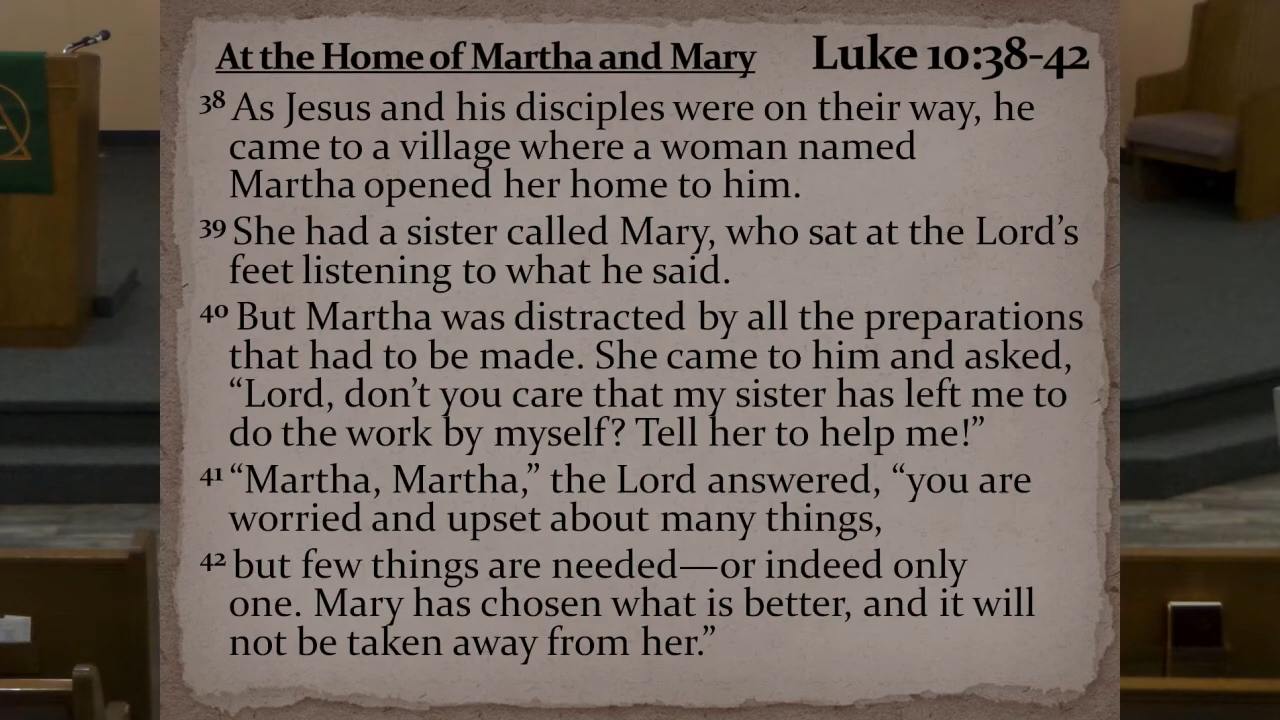 At the Home of Martha and Mary Luke 10:38-42
38 As Jesus and his disciples were on their way, he
came to a village where a woman named
Martha opened her home to him.
39 She had a sister called Mary, who sat at the Lord’s
feet listening to what he said.
40 But Martha was distracted by all the preparations
that had to be made. She came to him and asked,
“Lord, don’t you care that my sister has left me to
do the work by myself? Tell her to help me!”
41 “Martha, Martha,” the Lord answered, “you are
worried and upset about many things,
42 but few things are needed—or indeed only
one. Mary has chosen what is better, and it will
not be taken away from her.”